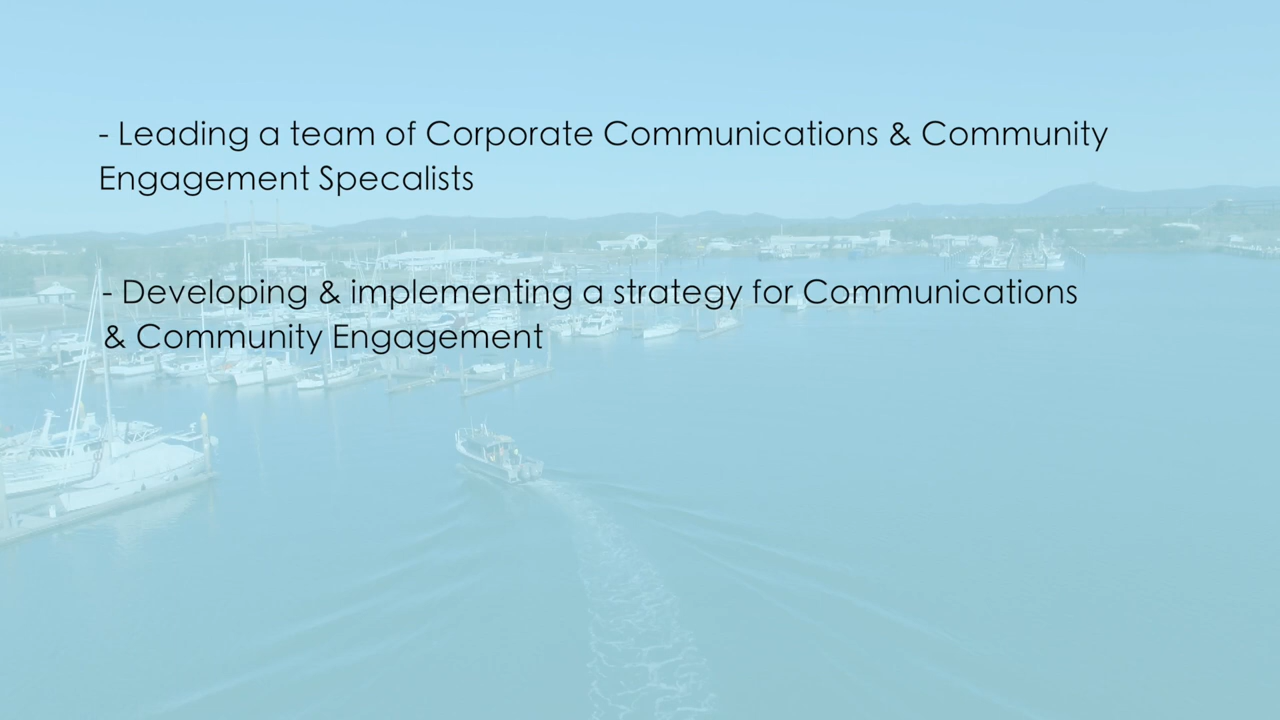 - Leading a team of Corporate Communications & Community
Engagement Specalists
- Developing & implementing a strategy for Communications
& Community Engagement